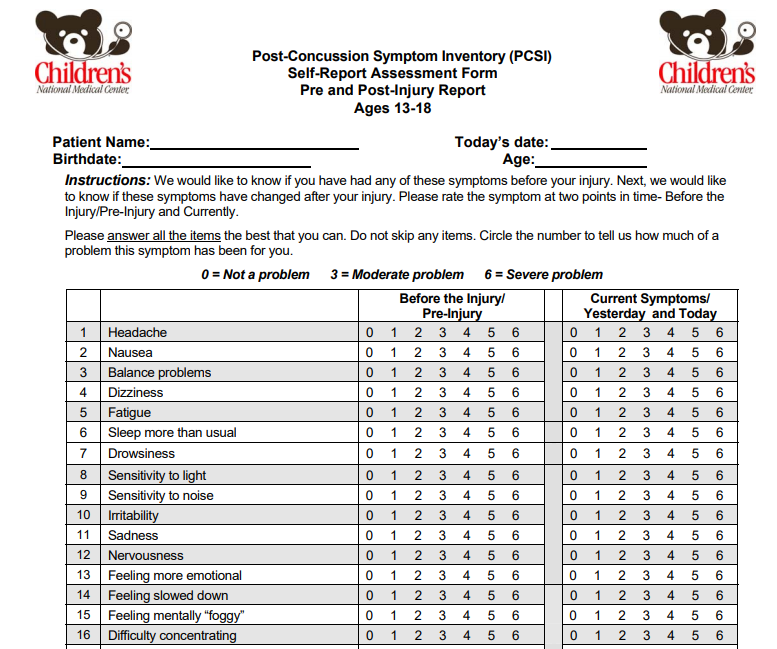 Children's
National Medical Center
Children's
National Medical Center
Post-Concussion Symptom Inventory (PCSI)
Self-Report Assessment Form
Pre and Post-Injury Report
Ages 13-18
Patient Name: Today's date:
Birthdate: Age:
Instructions: We would like to know if you have had any of these symptoms before your injury. Next, we would like
to know if these symptoms have changed after your injury. Please rate the symptom at two points in time- Before the
Injury/Pre-Injury and Currently.
Please answer all the items the best that you can. Do not skip any items. Circle the number to tell us how much of a
problem this symptom has been for you.
0 = Not a problem 3 = Moderate problem 6 = Severe problem
Before the Injury/ Current Symptoms/
Pre-Injury Yesterday and Today
1 Headache 0 1 2 3 4 5 6 0 1 2 3 4 5 6
2 Nausea 0 1 2 3 4 5 6 0 1 2 3 4 5 6
3 Balance problems 0 1 2 3 4 5 6 0 1 2 3 4 5 6
4 Dizziness 0 1 2 3 4 5 6 0 1 2 3 4 5 6
5 Fatigue 0 1 2 3 4 5 6 0 1 2 3 4 5 6
6 Sleep more than usual 0 1 2 3 4 5 6 0 1 2 3 4 5 6
7 Drowsiness 0 1 2 3 4 5 6 0 1 2 3 4 5 6
8 Sensitivity to light 0 1 2 3 4 5 6 0 1 2 3 4 5 6
9 Sensitivity to noise 0 1 2 3 4 5 6 0 1 2 3 4 5 6
10 Irritability 0 1 2 3 4 5 6 0 1 2 3 4 5 6
11 Sadness 0 1 2 3 4 5 6 0 1 2 3 4 5 6
12 Nervousness 0 1 2 3 4 5 6 0 1 2 3 4 5 6
13 Feeling more emotional 0 1 2 3 4 5 6 0 1 2 3 4 5 6
14 Feeling slowed down 0 1 2 3 4 5 6 0 1 2 3 4 5 6
15 Feeling mentally “foggy” 0 1 2 3 4 5 6 0 1 2 3 4 5 6
16 Difficulty concentrating 0 1 2 3 4 5 6 0 1 2 3 4 5 6